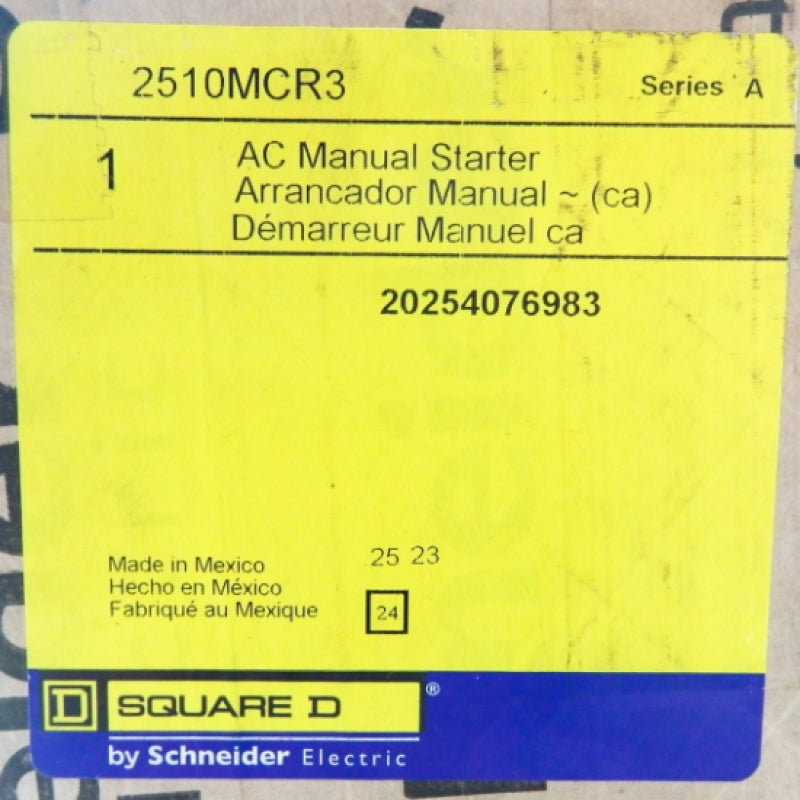 2510MCR3 Series A
1 AC Manual Starter
Arrancador Manual ~ (ca)
Démarreur Manuel ca
20254076983
Made in Mexico 25 23
Hecho en México
Fabriqué au Mexique 24
D SQUARE D ®
by Schneider Electric